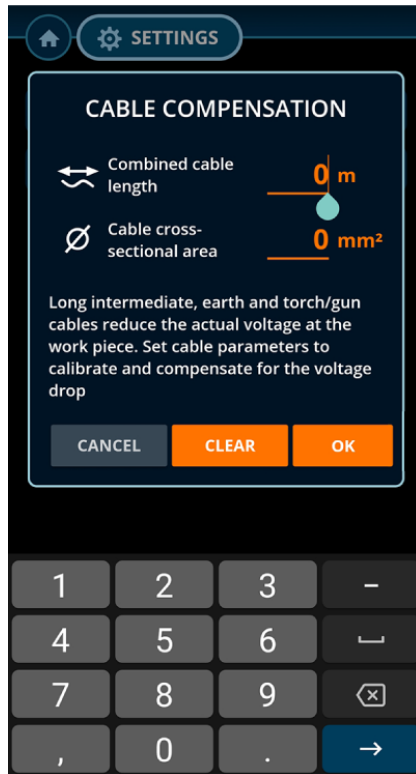 SETTINGS
CABLE COMPENSATION
Combined cable
length
0 m
Cable cross-
sectional area
0 mm²
Long intermediate, earth and torch/gun
cables reduce the actual voltage at the
work piece. Set cable parameters to
calibrate and compensate for the voltage
drop
CANCEL CLEAR OK
1 2 3 –
4 5 6
7 8 9
, 0 .